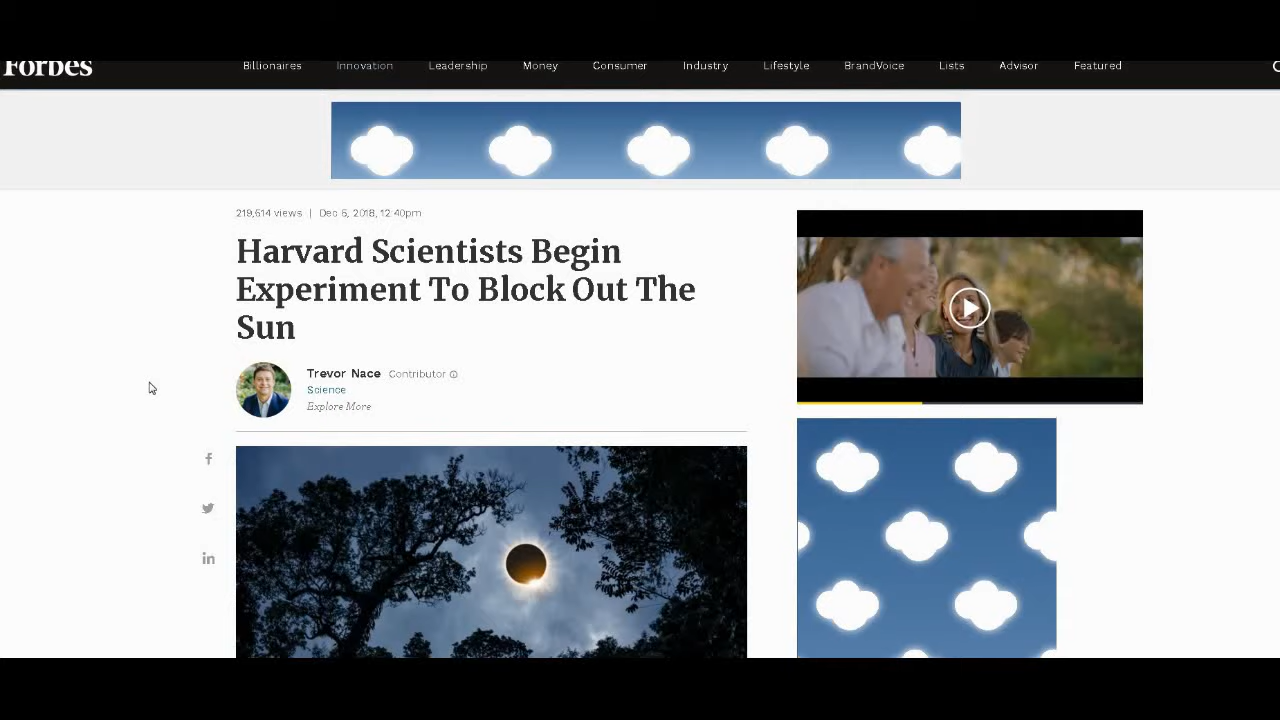 Forbes
Billionaires Innovation Leadership Money Consumer Industry Lifestyle BrandVoice Lists Advisor Featured
219,614 views | Dec 5, 2018, 12:40pm
Harvard Scientists Begin
Experiment To Block Out The
Sun
Trevor Nace Contributor
Science
Explore More